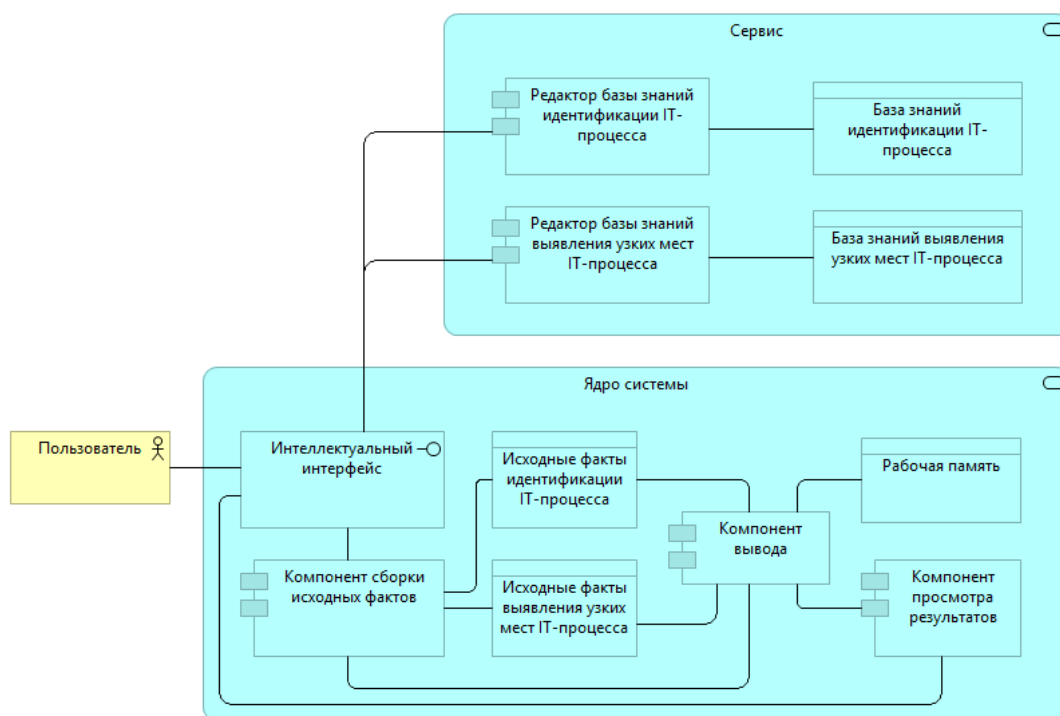 Сервис
Редактор базы знаний
идентификации IT-
процесса
База знаний
идентификации IT-
процесса
Редактор базы знаний
выявления узких мест
IT-процесса
База знаний выявления
узких мест IT-процесса
Ядро системы
Пользователь
Интеллектуальный
интерфейс
Исходные факты
идентификации
IT-процесса
Рабочая память
Компонент
вывода
Компонент сборки
исходных фактов
Исходные факты
выявления узких
мест IT-процесса
Компонент
просмотра
результатов